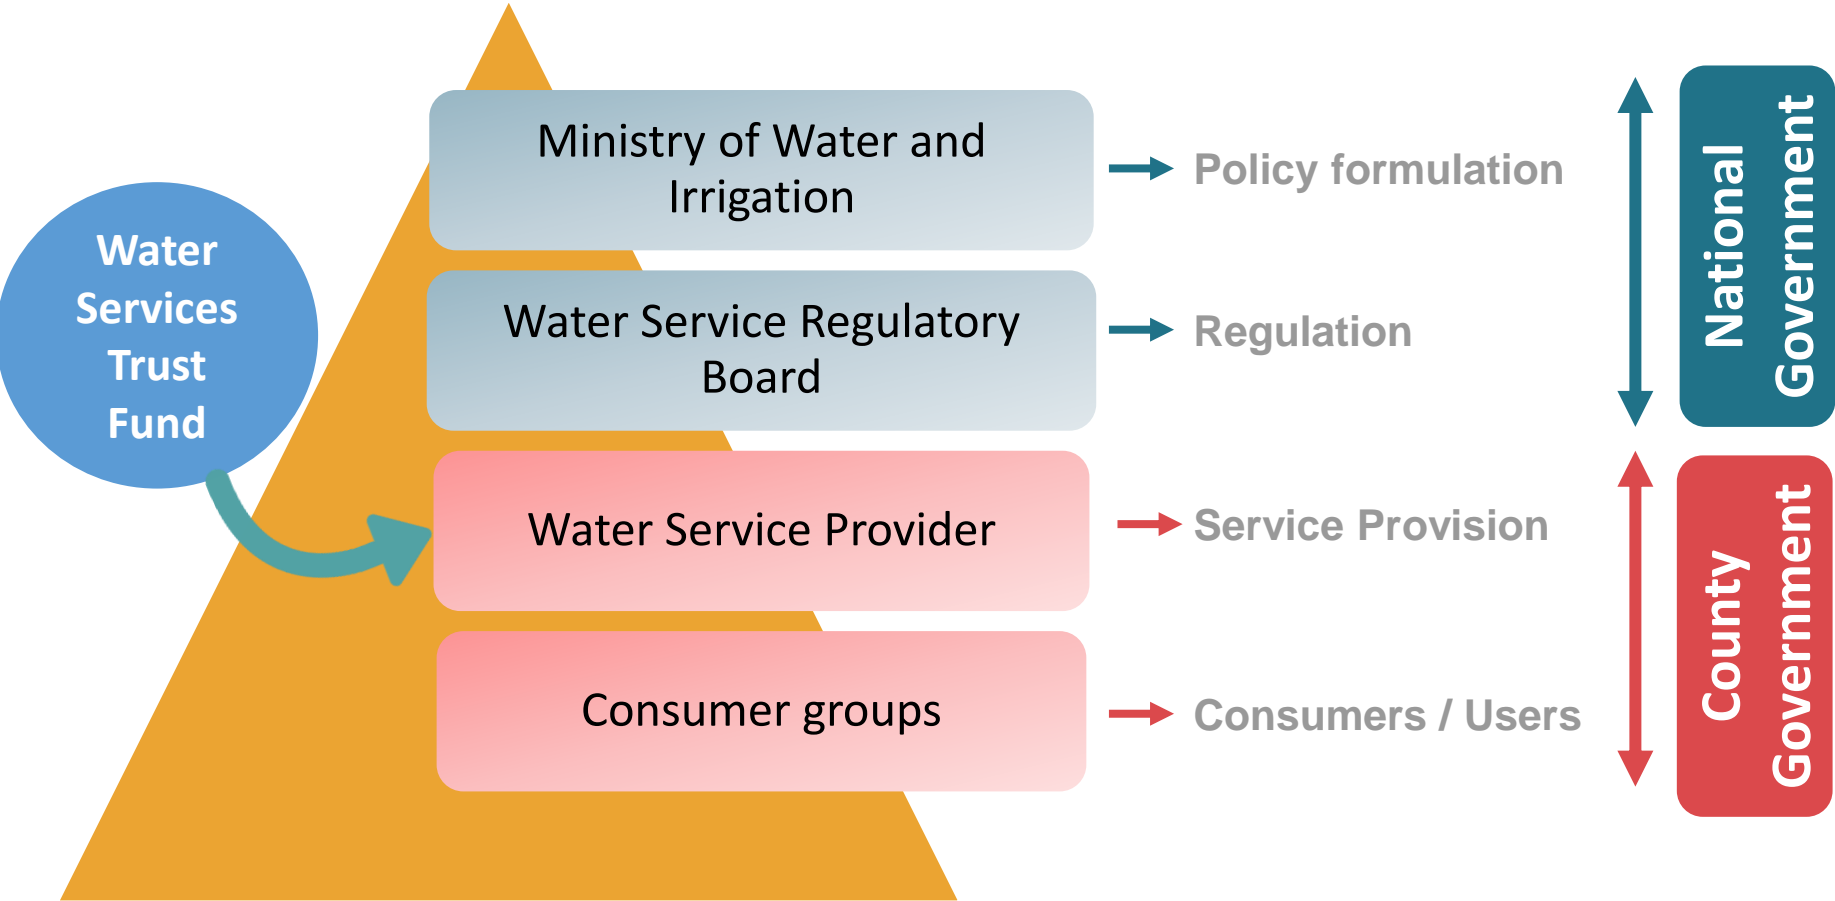 Water
Services
Trust
Fund
Ministry of Water and
Irrigation
Policy formulation
Water Service Regulatory
Board
Regulation
Water Service Provider
Service Provision
Consumer groups
Consumers / Users
National
Government
County
Government